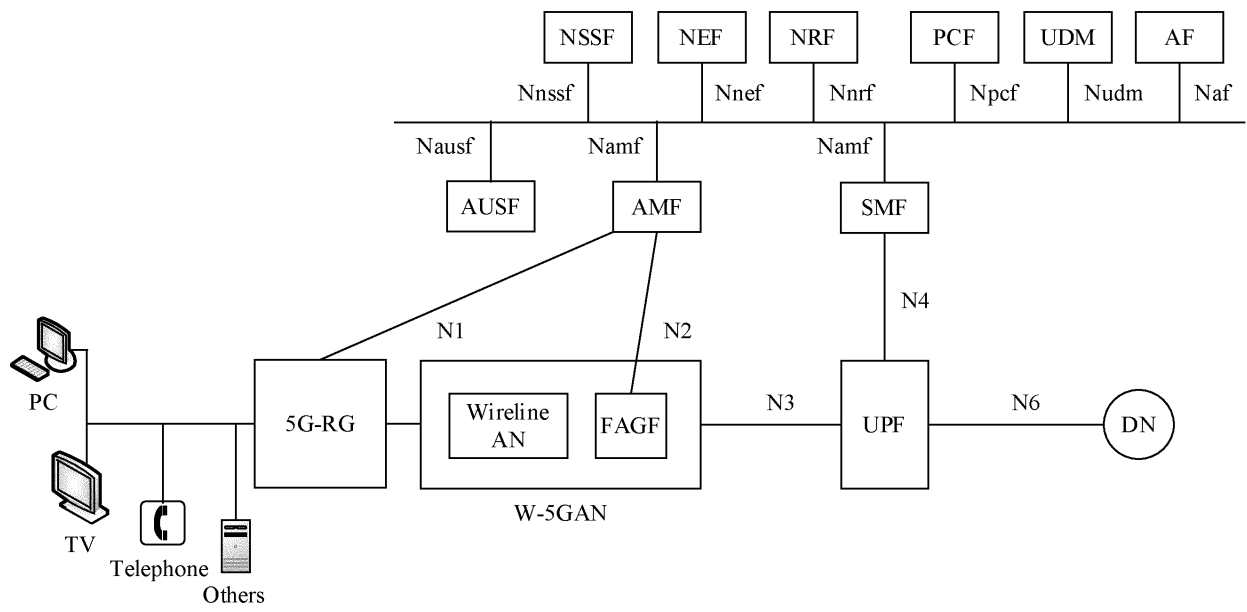 NSSF
NEF
NRF
PCF
UDM
AF
Nnssf
Nnef
Nnrf
Npcf
Nudm
Naf
Nausf
Namf
Namf
AUSF
AMF
SMF
N1
N2
N4
PC
5G-RG
Wireline
AN
FAGF
N3
UPF
N6
DN
W-5GAN
TV
Telephone
Others